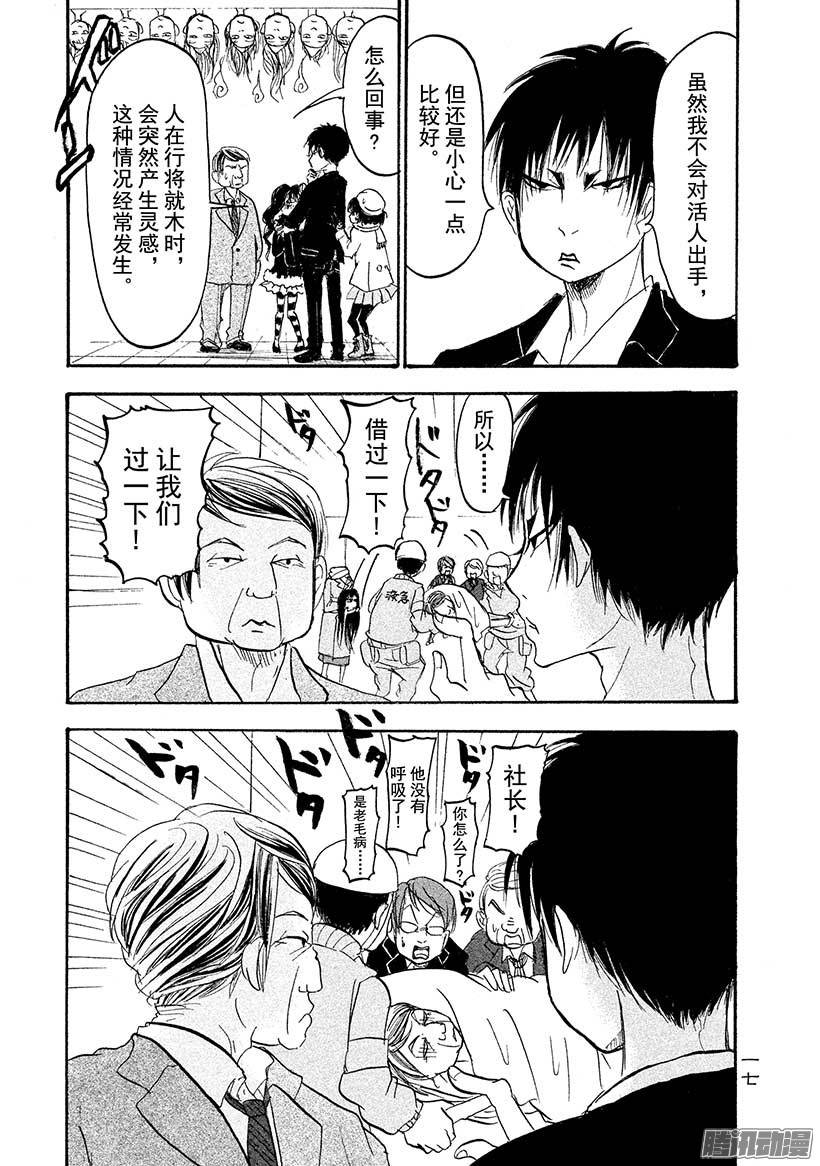 虽然我不会对活人出手，
但还是小心一点
比较好。
怎么回事？
人在行将就木时，
会突然产生灵感，
这种情况经常发生。
所以……
ドタ
ドタ
借过一下！
ドタ
让我们
过一下！
救急
社长！
ドタ
你怎么了？
他没有
呼吸了！
是老毛病……
ドタ
ドタ
一七
腾讯动漫